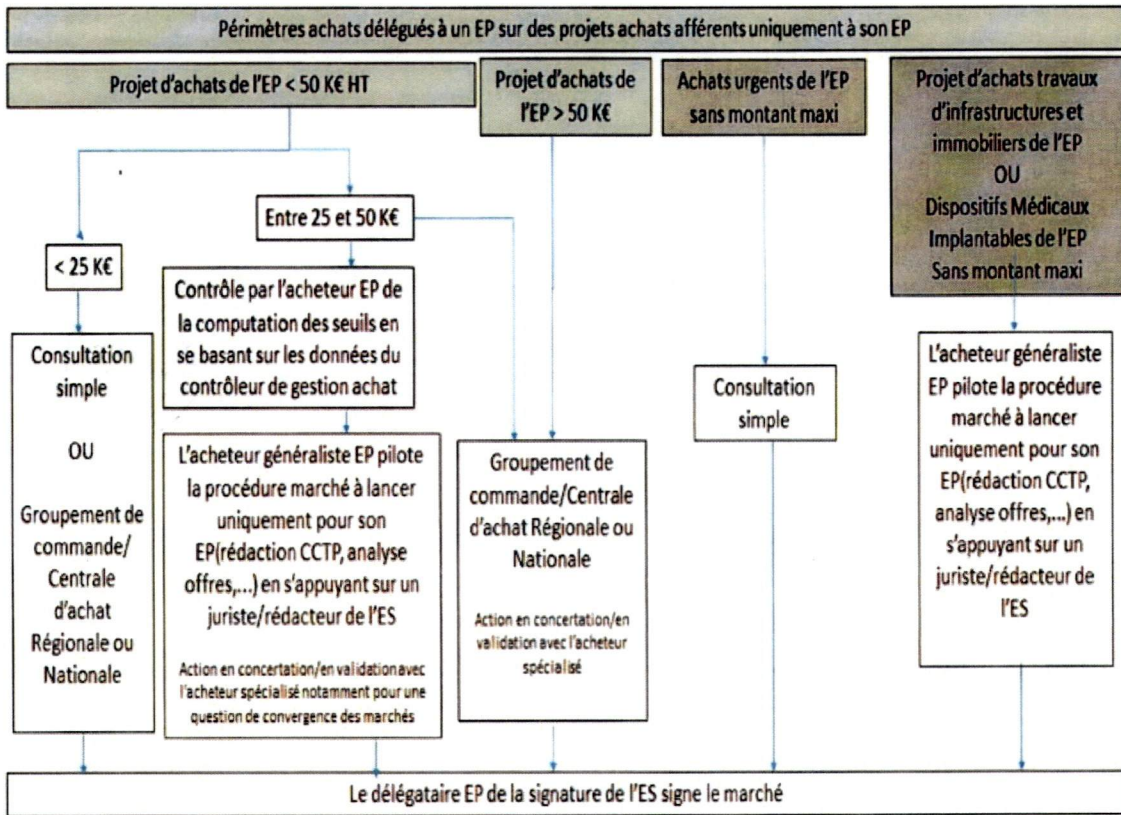 Périmètres achats délégués à un EP sur des projets achats afférents uniquement à son EP
Projet d'achats de l'EP < 50 K€ HT
Projet d'achats de
l'EP > 50 K€
Achats urgents de l'EP
sans montant maxi
Projet d'achats travaux
d'infrastructures et
immobiliers de l'EP
OU
Dispositifs Médicaux
Implantables de l'EP
Sans montant maxi
< 25 K€
Entre 25 et 50 K€
Consultation
simple
OU
Groupement de
commande/
Centrale
d'achat
Régionale ou
Nationale
Contrôle par l'acheteur EP de
la computation des seuils en
se basant sur les données du
contrôleur de gestion achat
L'acheteur généraliste EP pilote
la procédure marché à lancer
uniquement pour son
EP(rédaction CCTP, analyse
offres,...) en s'appuyant sur un
juriste/rédacteur de l'ES
Action en concertation/en validation avec
l'acheteur spécialisé notamment pour une
question de convergence des marchés
Groupement de
commande/Centrale
d'achat Régionale ou
Nationale
Action en concertation/en
validation avec l'acheteur
spécialisé
Consultation
simple
L'acheteur généraliste
EP pilote la procédure
marché à lancer
uniquement pour son
EP(rédaction CCTP,
analyse offres,...) en
s'appuyant sur un
juriste/rédacteur de
l'ES
Le délégataire EP de la signature de l'ES signe le marché